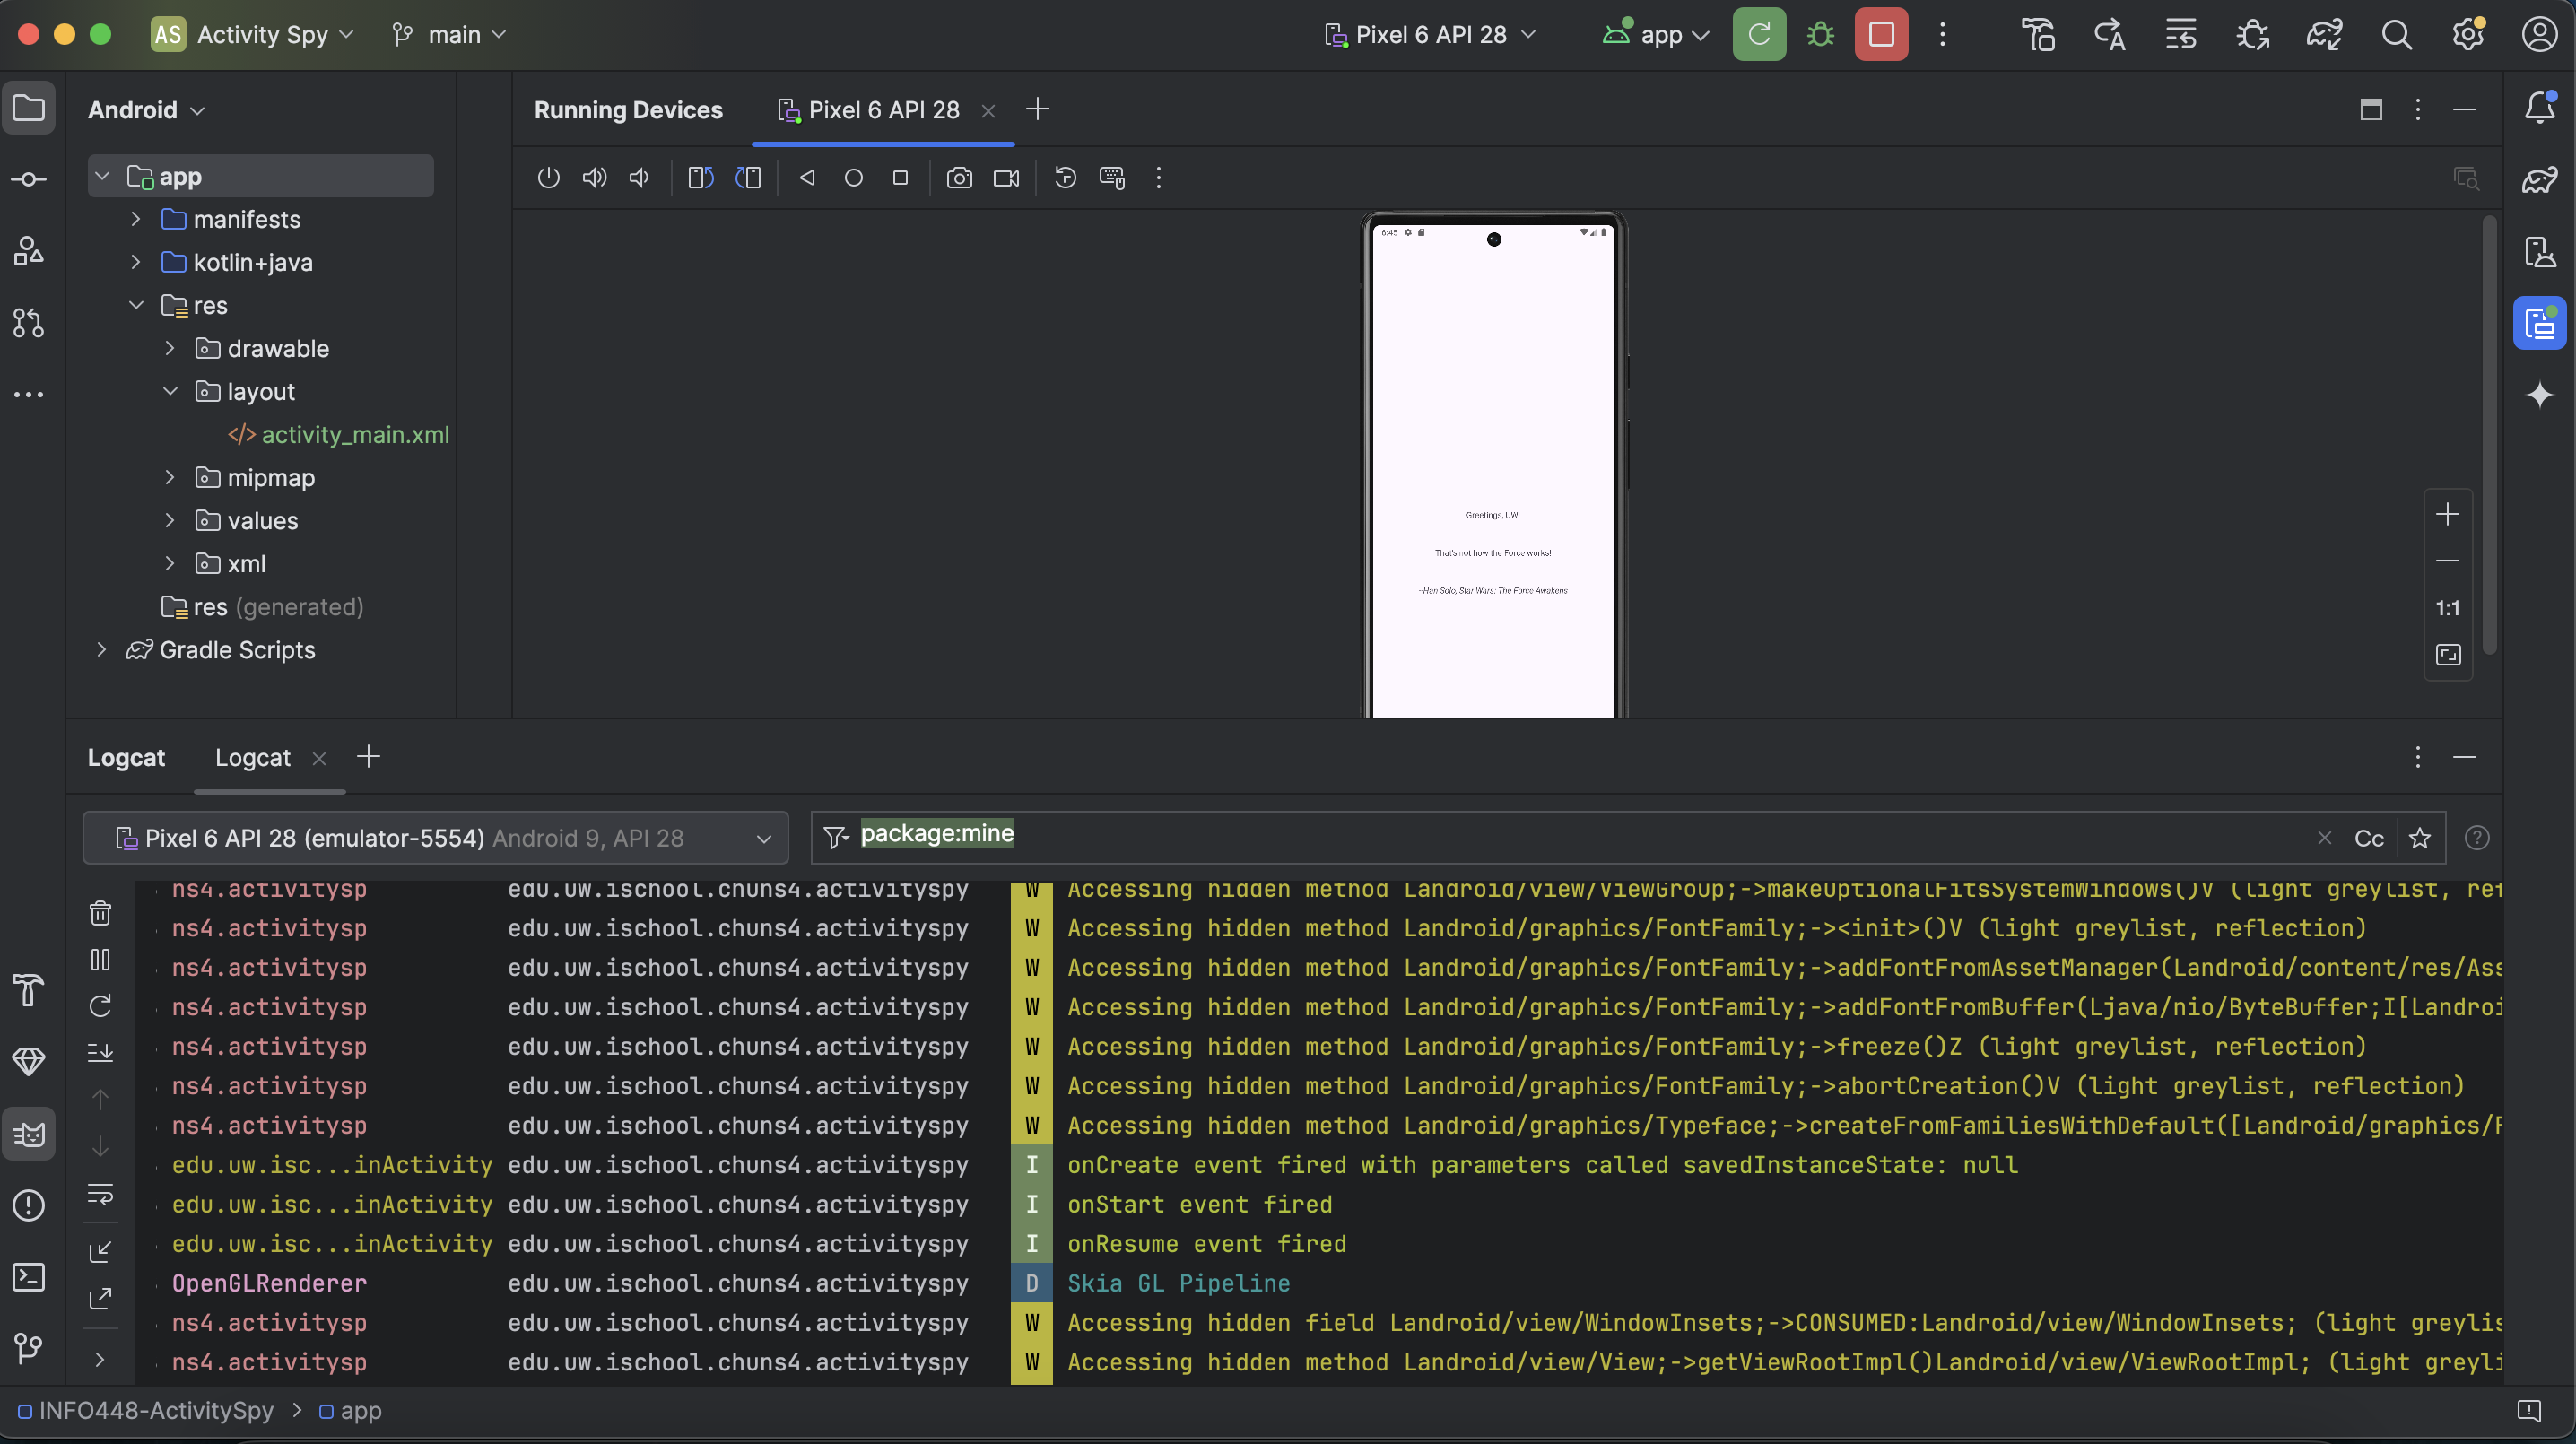 AS Activity Spy main Pixel 6 API 28 app
Android
Running Devices Pixel 6 API 28
app
manifests
kotlin+java
res
drawable
layout
</> activity_main.xml
mipmap
values
xml
res (generated)
Gradle Scripts
6:45
Greetings, UW!
That's not how the Force works!
--Han Solo, Star Wars: The Force Awakens
1:1
Logcat Logcat
Pixel 6 API 28 (emulator-5554) Android 9, API 28 package:mine Cc
ns4.activitysp edu.uw.ischool.chuns4.activityspy W Accessing hidden method Landroid/view/ViewGroup;->makeOptionalFitsSystemWindows()V (light greylist, ref
ns4.activitysp edu.uw.ischool.chuns4.activityspy W Accessing hidden method Landroid/graphics/FontFamily;-><init>()V (light greylist, reflection)
ns4.activitysp edu.uw.ischool.chuns4.activityspy W Accessing hidden method Landroid/graphics/FontFamily;->addFontFromAssetManager(Landroid/content/res/Ass
ns4.activitysp edu.uw.ischool.chuns4.activityspy W Accessing hidden method Landroid/graphics/FontFamily;->addFontFromBuffer(Ljava/nio/ByteBuffer;I[Landroi
ns4.activitysp edu.uw.ischool.chuns4.activityspy W Accessing hidden method Landroid/graphics/FontFamily;->freeze()Z (light greylist, reflection)
ns4.activitysp edu.uw.ischool.chuns4.activityspy W Accessing hidden method Landroid/graphics/FontFamily;->abortCreation()V (light greylist, reflection)
ns4.activitysp edu.uw.ischool.chuns4.activityspy W Accessing hidden method Landroid/graphics/Typeface;->createFromFamiliesWithDefault([Landroid/graphics/F
edu.uw.isc...inActivity edu.uw.ischool.chuns4.activityspy I onCreate event fired with parameters called savedInstanceState: null
edu.uw.isc...inActivity edu.uw.ischool.chuns4.activityspy I onStart event fired
edu.uw.isc...inActivity edu.uw.ischool.chuns4.activityspy I onResume event fired
OpenGLRenderer edu.uw.ischool.chuns4.activityspy D Skia GL Pipeline
ns4.activitysp edu.uw.ischool.chuns4.activityspy W Accessing hidden field Landroid/view/WindowInsets;->CONSUMED:Landroid/view/WindowInsets; (light greylis
ns4.activitysp edu.uw.ischool.chuns4.activityspy W Accessing hidden method Landroid/view/View;->getViewRootImpl()Landroid/view/ViewRootImpl; (light greyli
INFO448-ActivitySpy > app